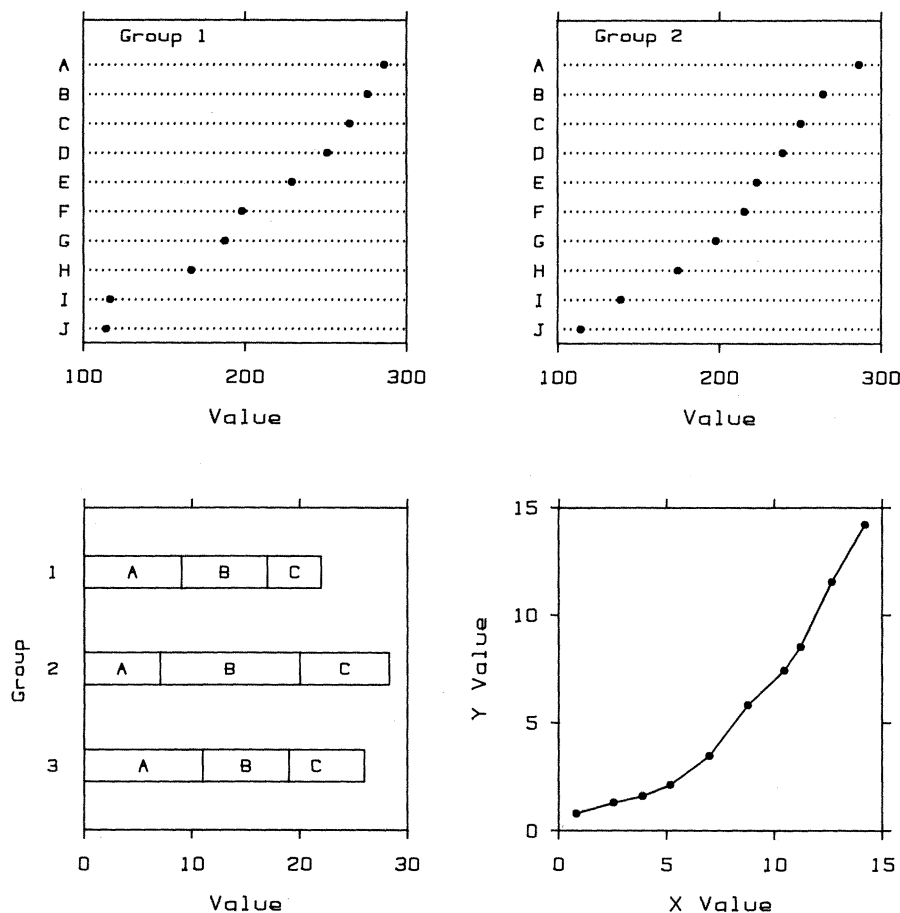 Group 1
A
B
C
D
E
F
G
H
I
J
100 200 300
Value
Group 2
A
B
C
D
E
F
G
H
I
J
100 200 300
Value
Group
1 A B C
2 A B C
3 A B C
0 10 20 30
Value
Y Value
15
10
5
0
0 5 10 15
X Value